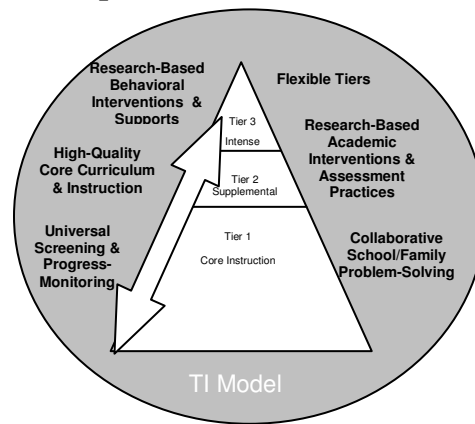 Research-Based
Behavioral
Interventions &
Supports
High-Quality
Core Curriculum
& Instruction
Universal
Screening &
Progress-
Monitoring
Tier 3
Intense
Tier 2
Supplemental
Tier 1
Core Instruction
Flexible Tiers
Research-Based
Academic
Interventions &
Assessment
Practices
Collaborative
School/Family
Problem-Solving
TI Model